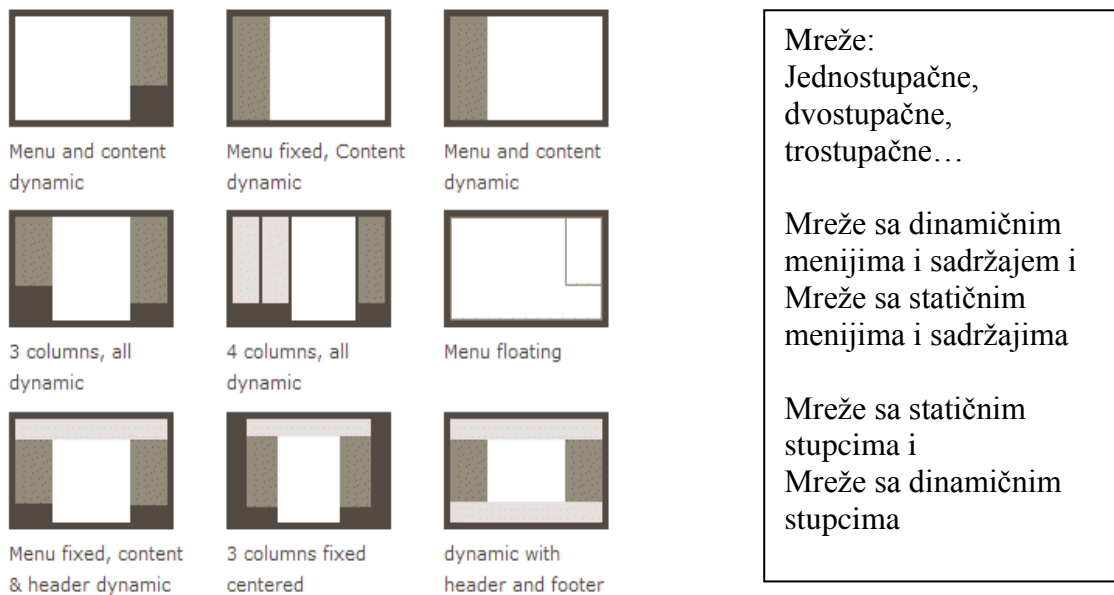 Menu and content
dynamic
Menu fixed, Content
dynamic
Menu and content
dynamic
3 columns, all
dynamic
4 columns, all
dynamic
Menu floating
Menu fixed, content
& header dynamic
3 columns fixed
centered
dynamic with
header and footer
Mreže:
Jednostupačne,
dvostupačne,
trostupačne…
Mreže sa dinamičnim
menijima i sadržajem i
Mreže sa statičnim
menijima i sadržajima
Mreže sa statičnim
stupcima i
Mreže sa dinamičnim
stupcima